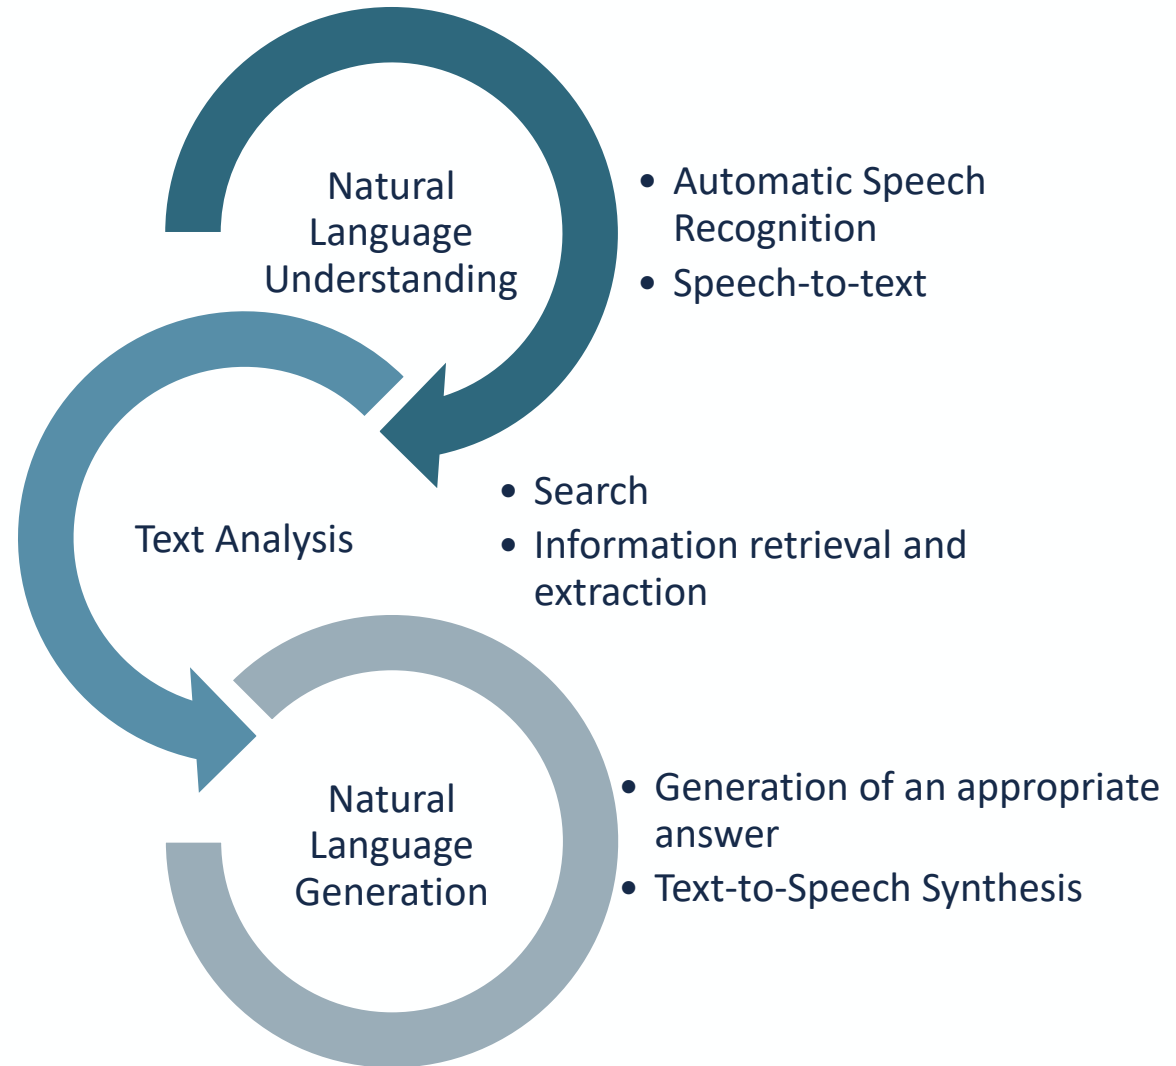 Natural
Language
Understanding
• Automatic Speech
Recognition
• Speech-to-text
Text Analysis
• Search
• Information retrieval and
extraction
Natural
Language
Generation
• Generation of an appropriate
answer
• Text-to-Speech Synthesis